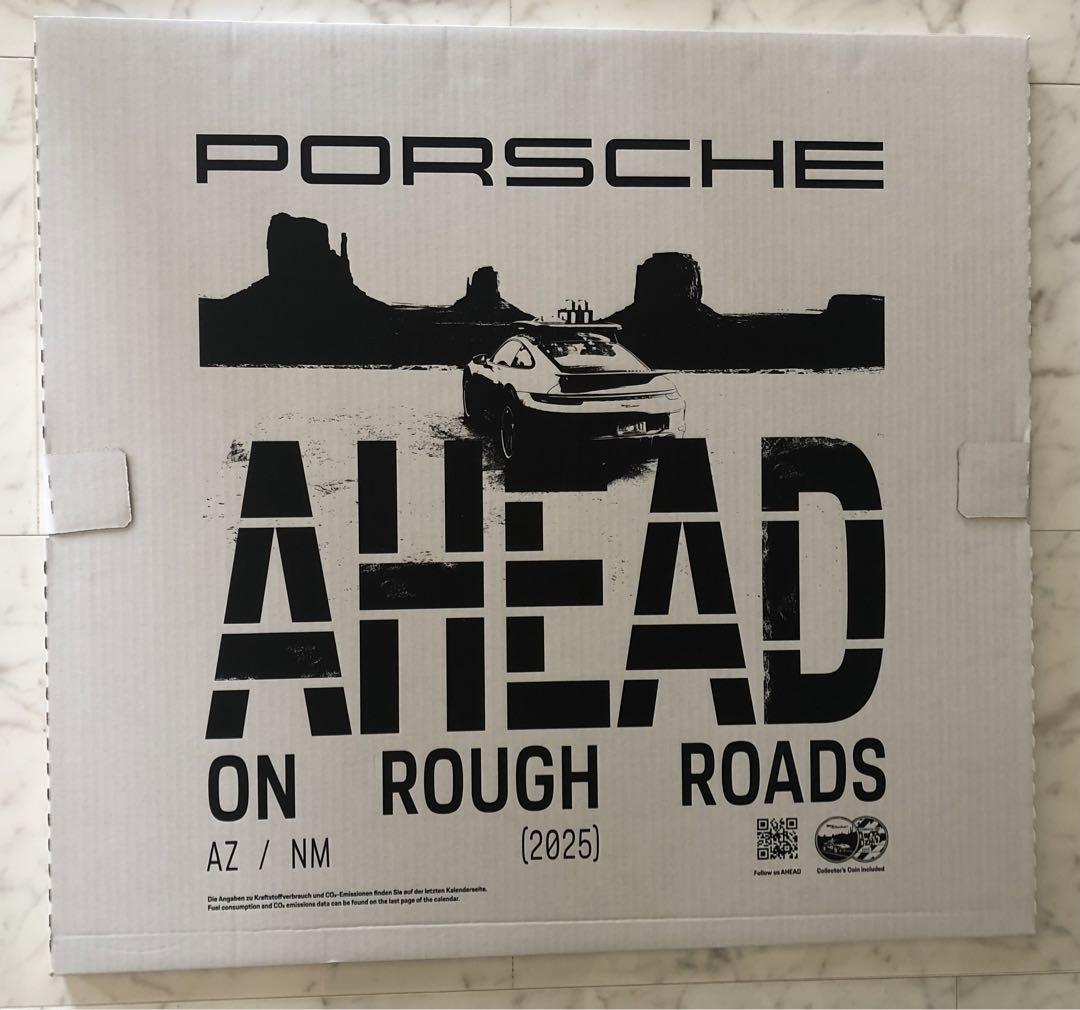 PORSCHE
AHEAD
ON ROUGH ROADS
AZ / NM (2025)
Follow us AHEAD
Collector's Coin included
Die Angaben zu Kraftstoffverbrauch und CO₂-Emissionen finden Sie auf der letzten Kalenderseite.
Fuel consumption and CO₂ emissions data can be found on the last page of the calendar.